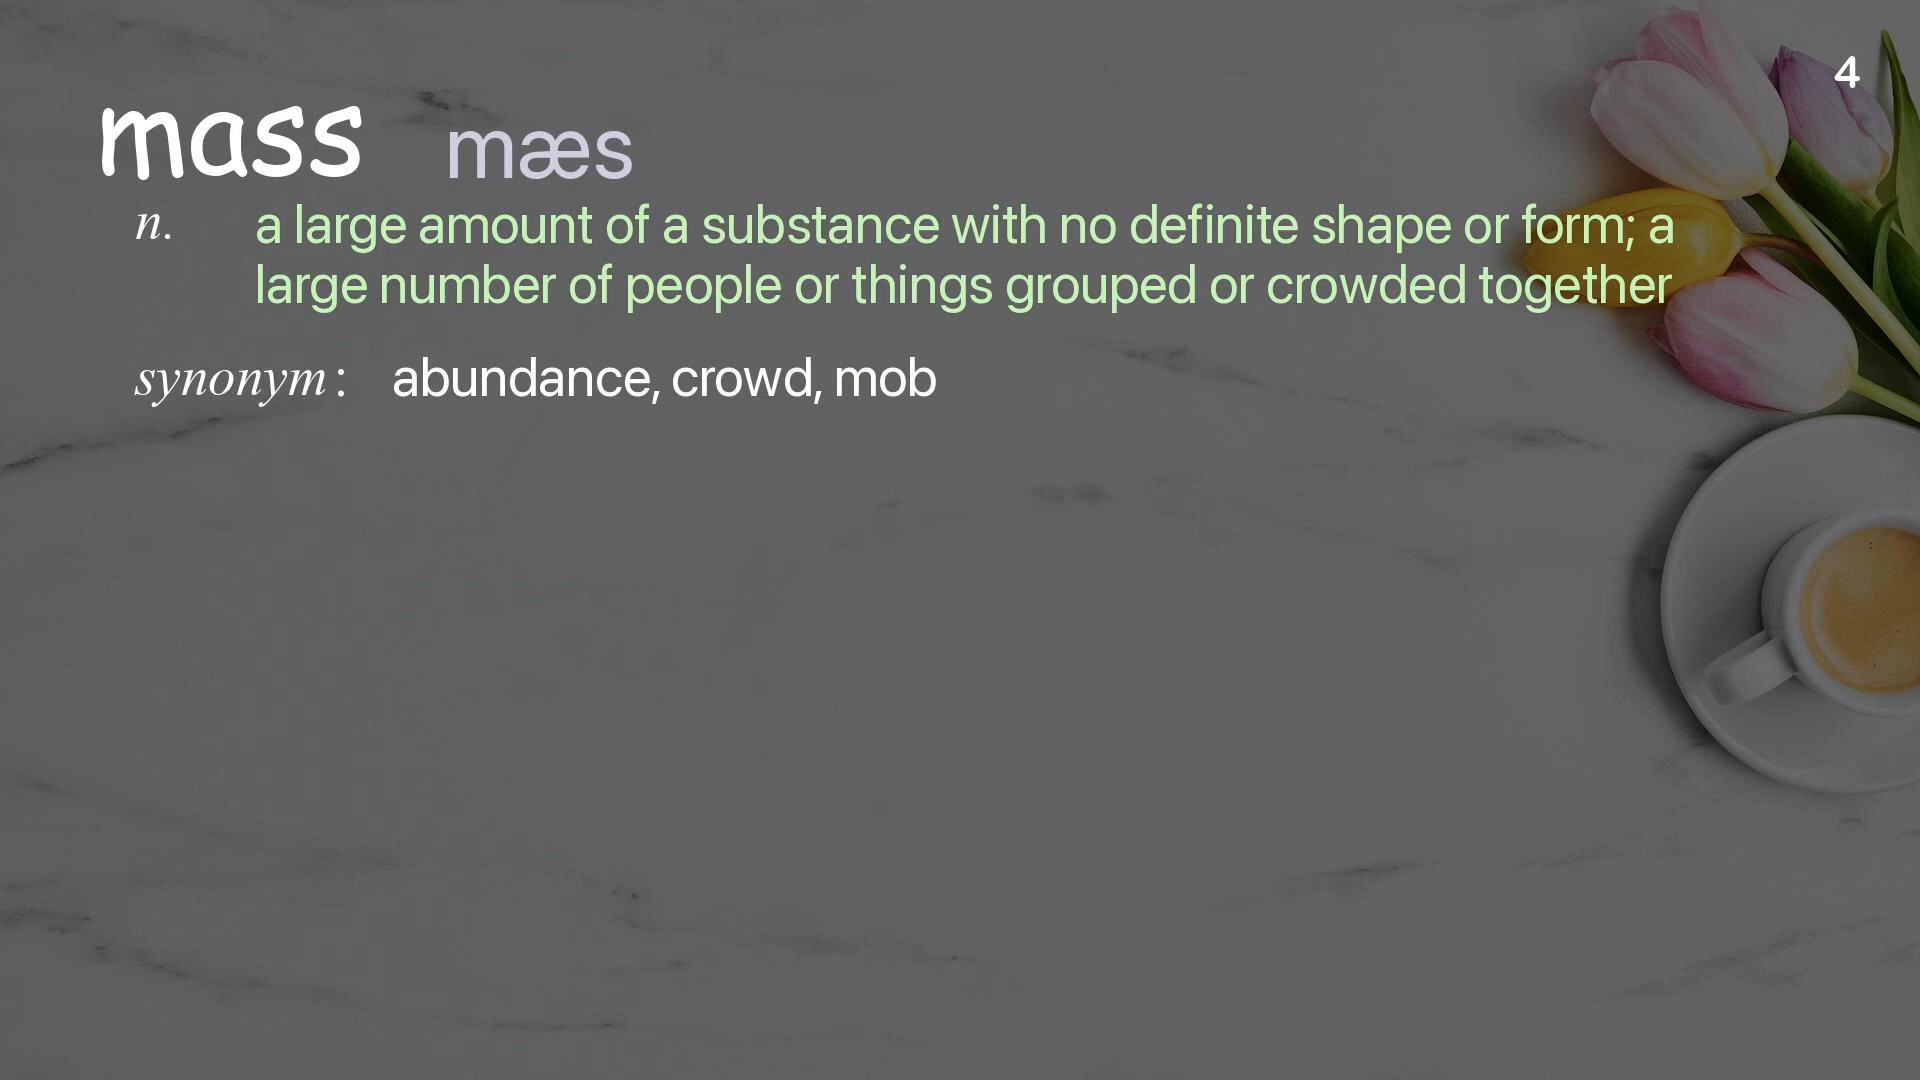 4
mass mæs
n. a large amount of a substance with no definite shape or form; a
large number of people or things grouped or crowded together
synonym: abundance, crowd, mob